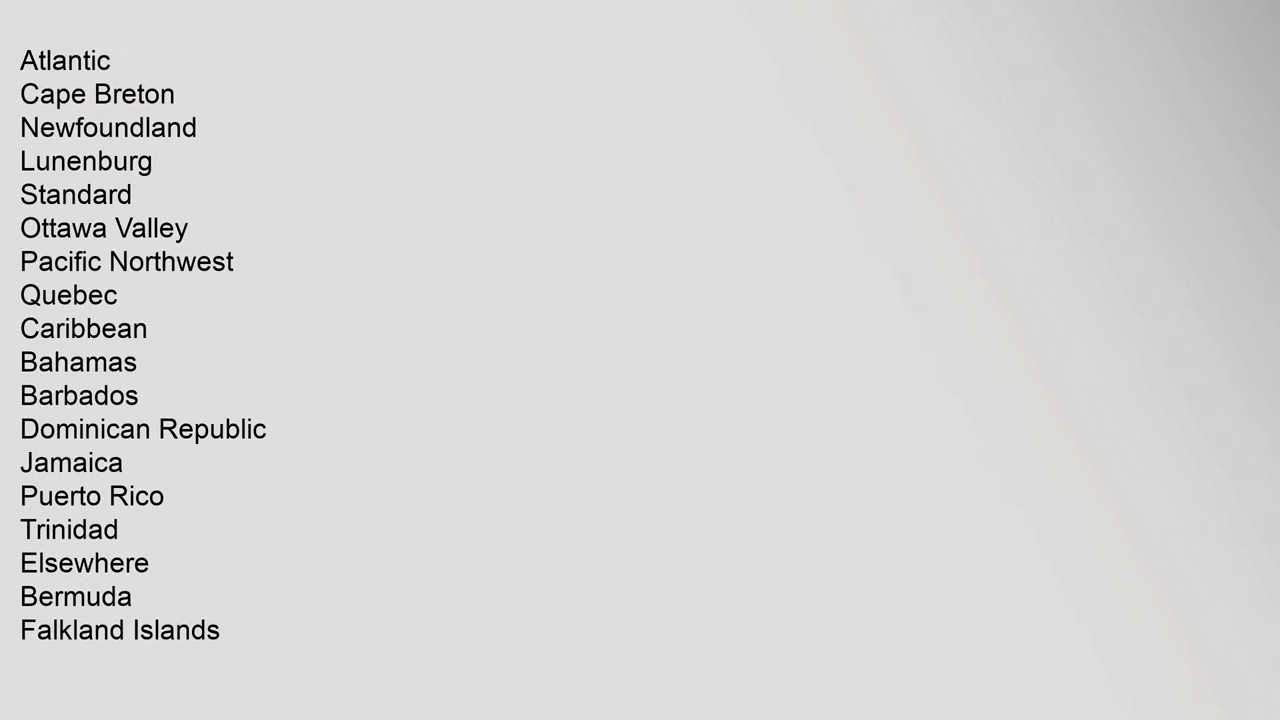 Atlantic
Cape Breton
Newfoundland
Lunenburg
Standard
Ottawa Valley
Pacific Northwest
Quebec
Caribbean
Bahamas
Barbados
Dominican Republic
Jamaica
Puerto Rico
Trinidad
Elsewhere
Bermuda
Falkland Islands